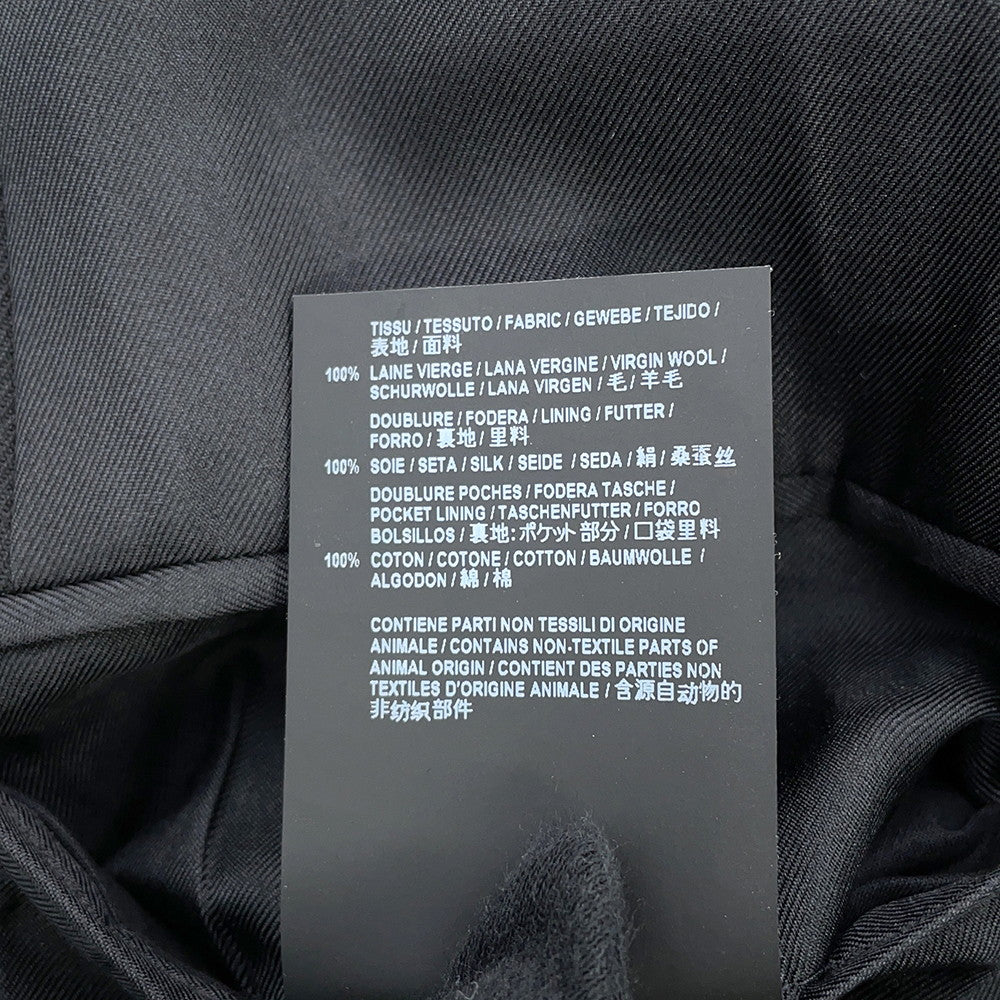 TISSU / TESSUTO / FABRIC / GEWEBE / TEJIDO /
表地 / 面料
100% LAINE VIERGE / LANA VERGINE / VIRGIN WOOL /
SCHURWOLLE / LANA VIRGEN / 毛 / 羊毛
DOUBLURE / FODERA / LINING / FUTTER /
FORRO / 裏地 / 里料
100% SOIE / SETA / SILK / SEIDE / SEDA / 絹 / 桑蚕丝
DOUBLURE POCHES / FODERA TASCHE /
POCKET LINING / TASCHENFUTTER / FORRO
BOLSILLOS / 裏地:ポケット部分 / 口袋里料
100% COTON / COTONE / COTTON / BAUMWOLLE /
ALGODON / 綿 / 棉
CONTIENE PARTI NON TESSILI DI ORIGINE
ANIMALE / CONTAINS NON-TEXTILE PARTS OF
ANIMAL ORIGIN / CONTIENT DES PARTIES NON
TEXTILES D'ORIGINE ANIMALE / 含源自动物的
非纺织部件